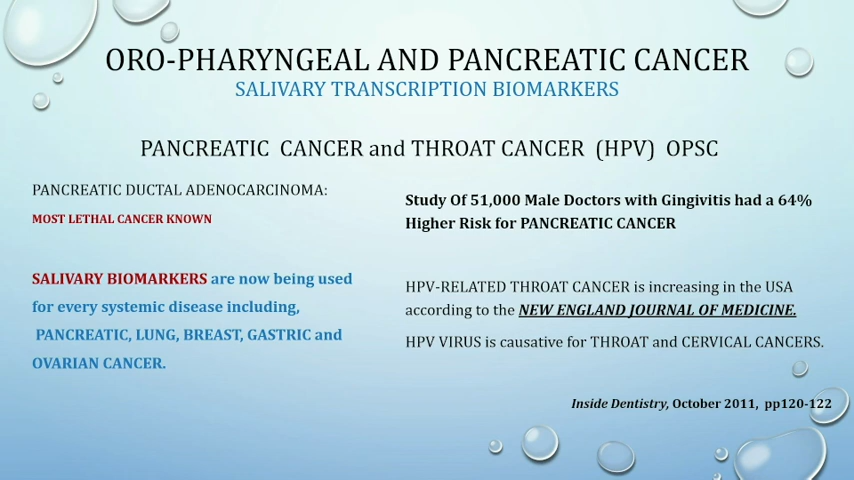 ORO-PHARYNGEAL AND PANCREATIC CANCER
SALIVARY TRANSCRIPTION BIOMARKERS
PANCREATIC CANCER and THROAT CANCER (HPV) OPSC
PANCREATIC DUCTAL ADENOCARCINOMA:
MOST LETHAL CANCER KNOWN
SALIVARY BIOMARKERS are now being used
for every systemic disease including,
PANCREATIC, LUNG, BREAST, GASTRIC and
OVARIAN CANCER.
Study Of 51,000 Male Doctors with Gingivitis had a 64%
Higher Risk for PANCREATIC CANCER
HPV-RELATED THROAT CANCER is increasing in the USA
according to the NEW ENGLAND JOURNAL OF MEDICINE.
HPV VIRUS is causative for THROAT and CERVICAL CANCERS.
Inside Dentistry, October 2011, pp120-122